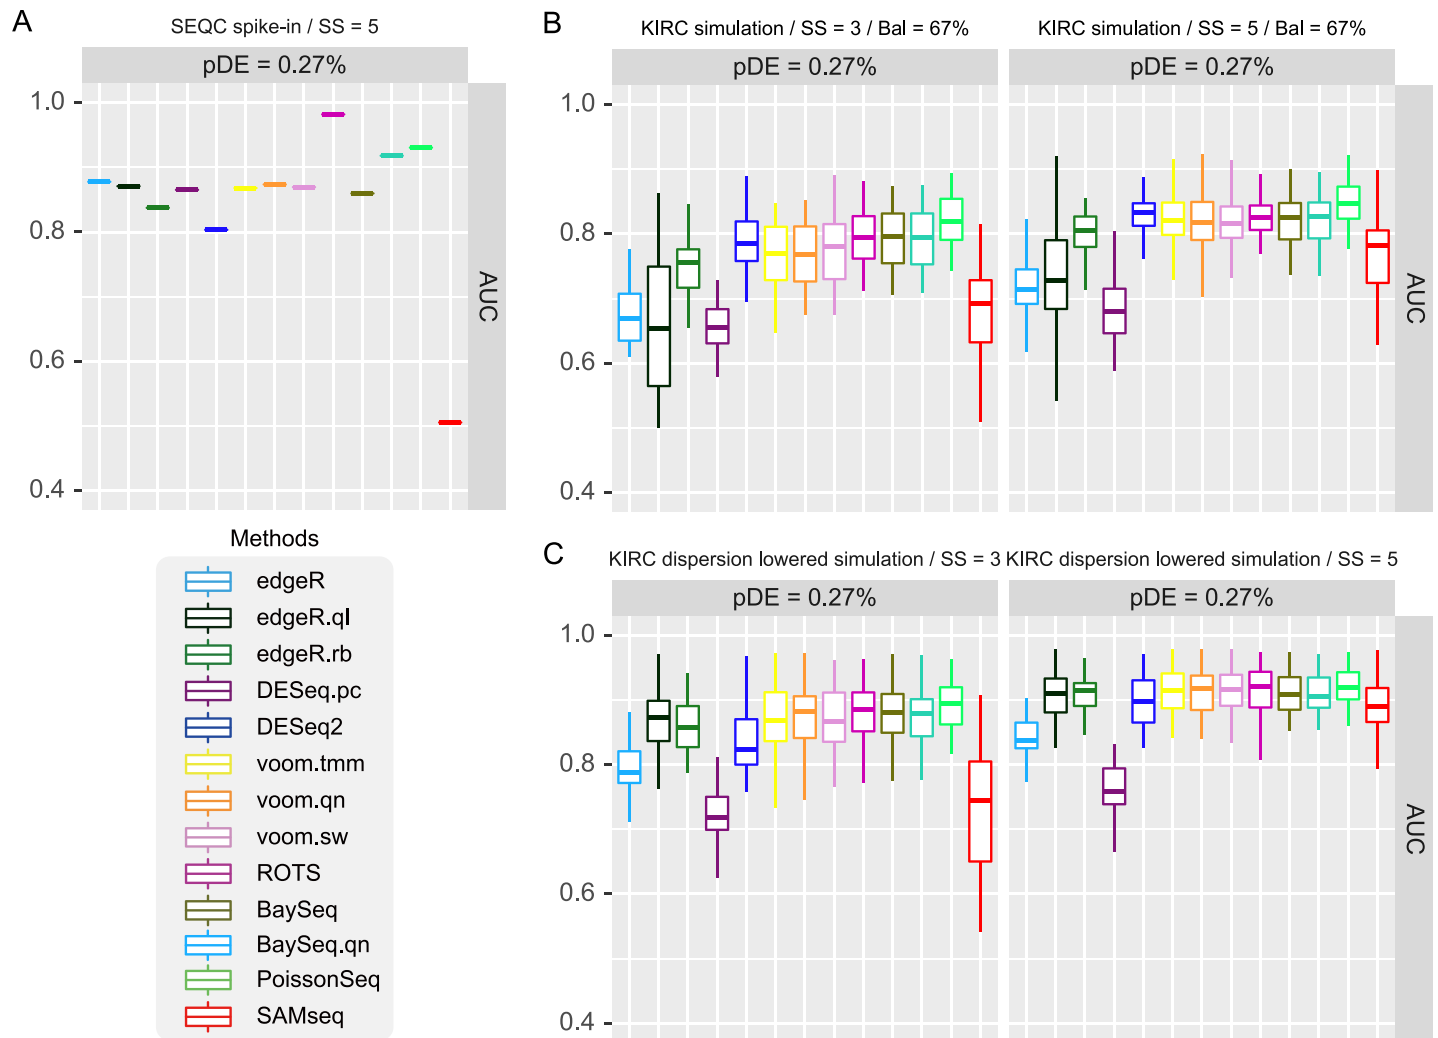 A
SEQC spike-in / SS = 5
pDE = 0.27%
1.0
0.8
0.6
0.4
AUC
Methods
edgeR
edgeR.ql
edgeR.rb
DESeq.pc
DESeq2
voom.tmm
voom.qn
voom.sw
ROTS
BaySeq
BaySeq.qn
PoissonSeq
SAMseq
B
KIRC simulation / SS = 3 / Bal = 67%
KIRC simulation / SS = 5 / Bal = 67%
pDE = 0.27%
pDE = 0.27%
1.0
0.8
0.6
0.4
AUC
C
KIRC dispersion lowered simulation / SS = 3
KIRC dispersion lowered simulation / SS = 5
pDE = 0.27%
pDE = 0.27%
1.0
0.8
0.6
0.4
AUC